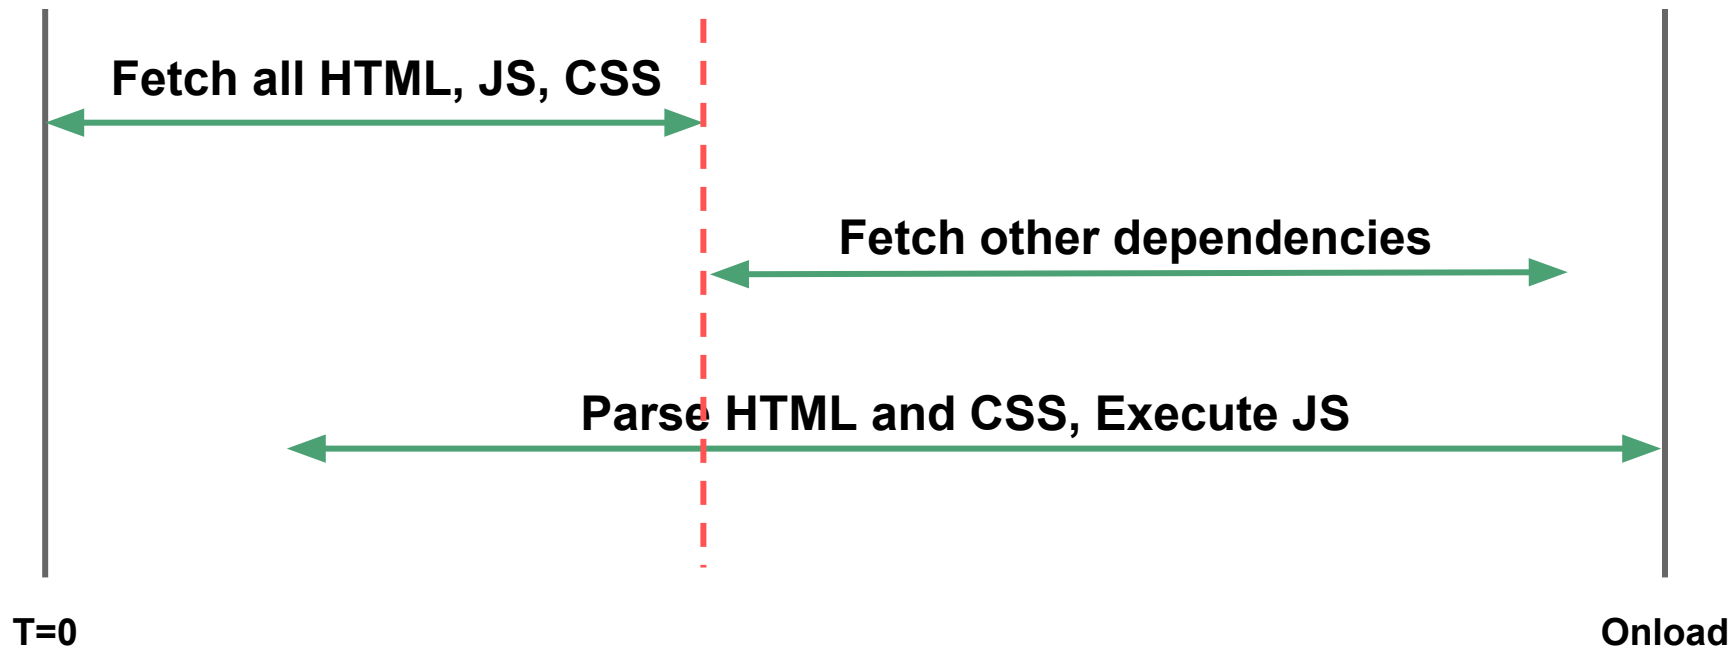 Fetch all HTML, JS, CSS
Fetch other dependencies
Parse HTML and CSS, Execute JS
T=0
Onload